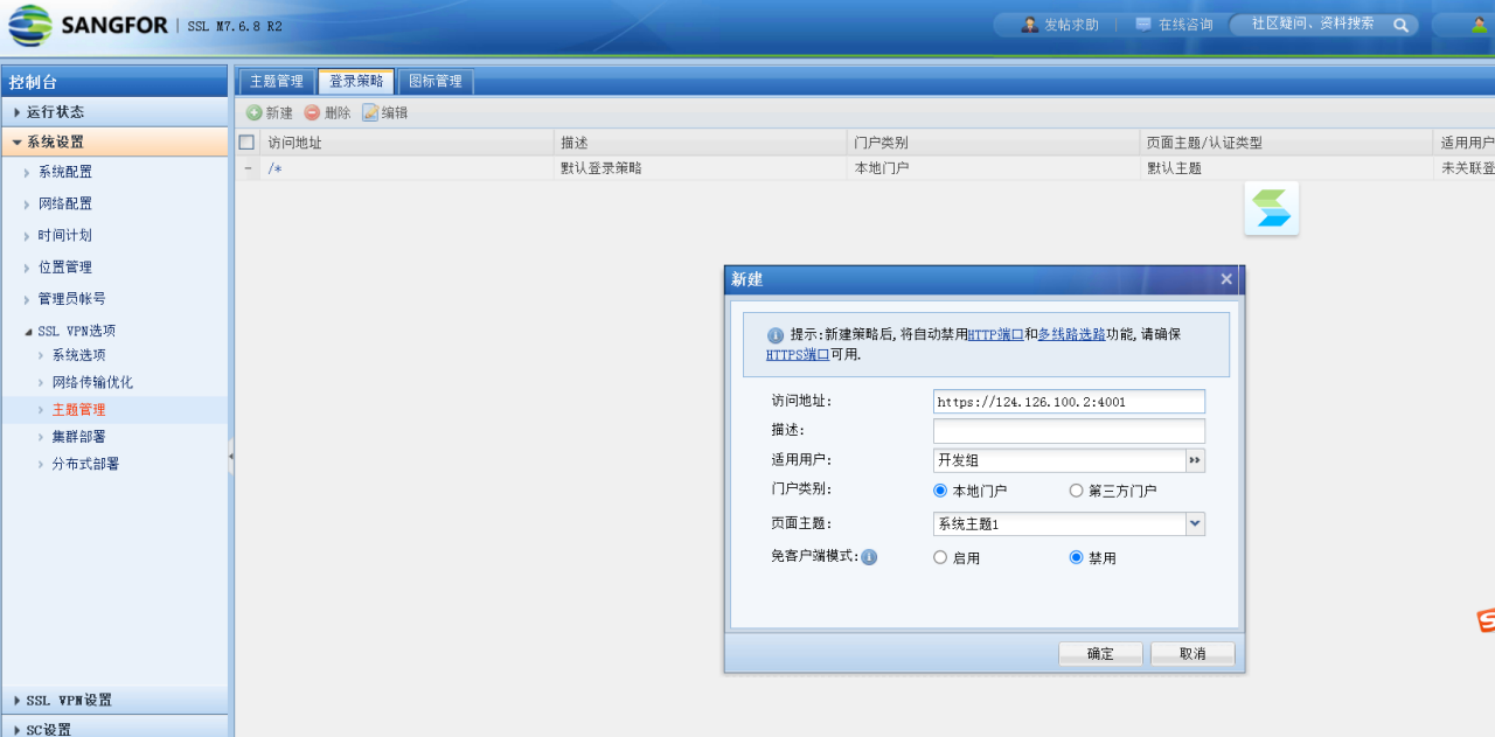 SANGFOR | SSL M7.6.8 R2
发帖求助 | 在线咨询 社区疑问、资料搜索
控制台
主题管理 登录策略 图标管理
运行状态
新建 删除 编辑
系统设置
访问地址 描述 门户类别 页面主题/认证类型 适用用户
/* 默认登录策略 本地门户 默认主题 未关联登
系统配置
网络配置
时间计划
位置管理
管理员帐号
SSL VPN选项
系统选项
网络传输优化
主题管理
集群部署
分布式部署
SSL VPN设置
SC设置
新建
提示:新建策略后, 将自动禁用HTTP端口和多线路选路功能, 请确保
HTTPS端口可用.
访问地址: https://124.126.100.2:4001
描述:
适用用户: 开发组
门户类别: 本地门户 第三方门户
页面主题: 系统主题1
免客户端模式: 启用 禁用
确定 取消